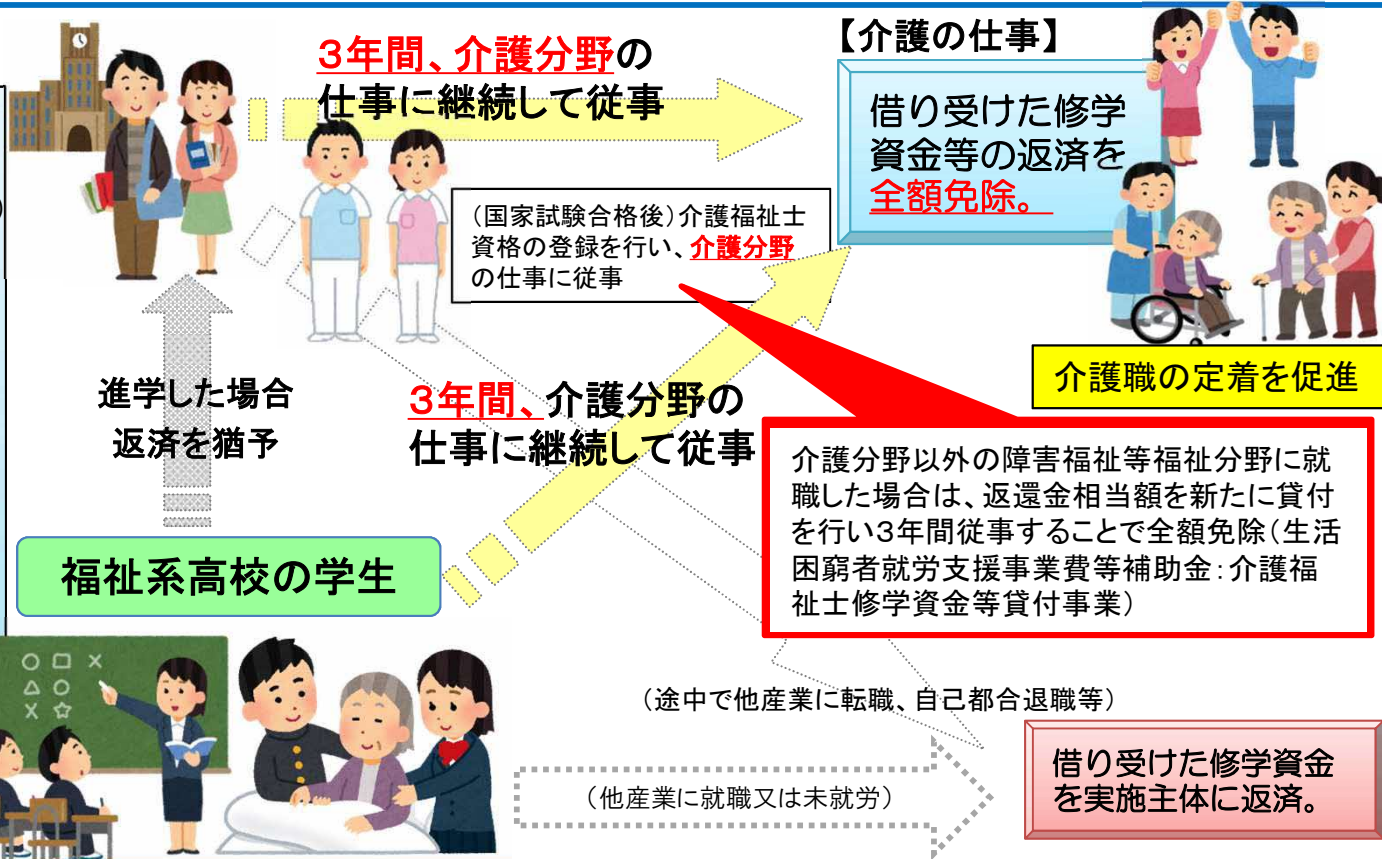 3年間、介護分野の
仕事に継続して従事
【介護の仕事】
借り受けた修学
資金等の返済を
全額免除。
)
(国家試験合格後)介護福祉士
資格の登録を行い、介護分野
の仕事に従事
介護職の定着を促進
進学した場合
返済を猶予
3年間、介護分野の
仕事に継続して従事
介護分野以外の障害福祉等福祉分野に就
職した場合は、返還金相当額を新たに貸付
を行い3年間従事することで全額免除(生活
困窮者就労支援事業費等補助金:介護福
祉士修学資金等貸付事業)
福祉系高校の学生
(途中で他産業に転職、自己都合退職等)
(他産業に就職又は未就労)
借り受けた修学資金
を実施主体に返済。